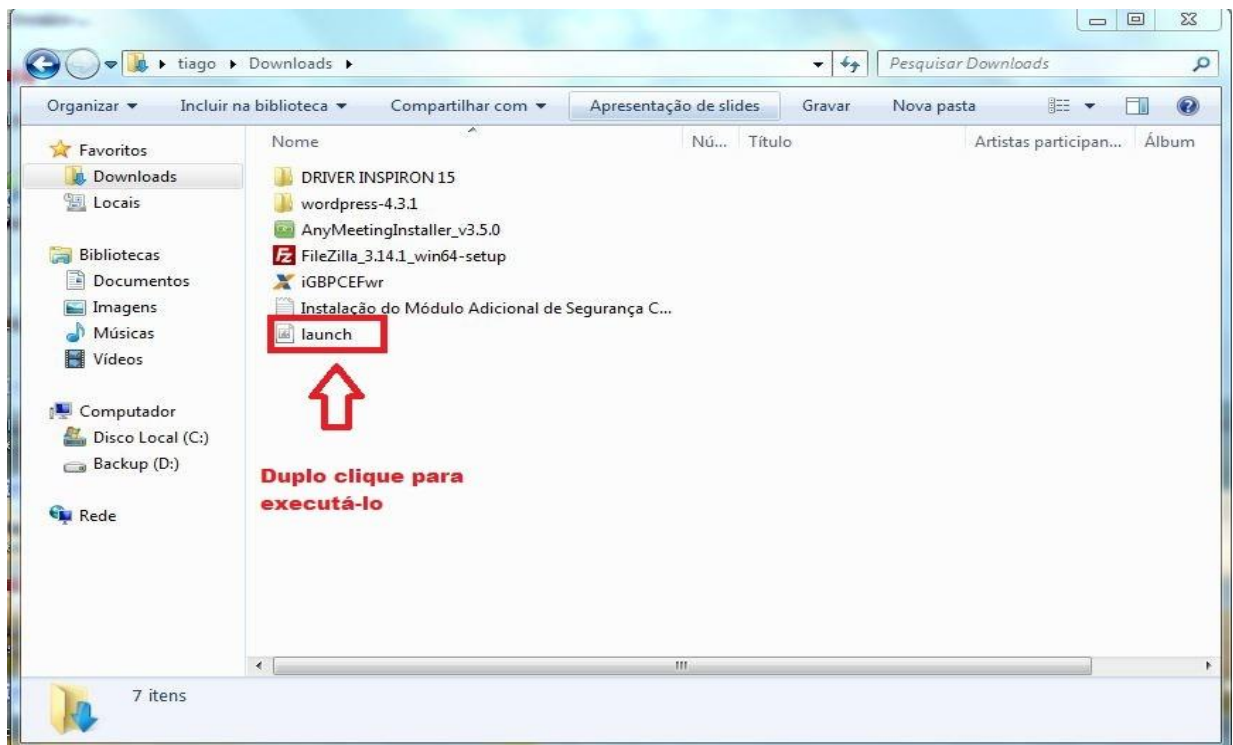 tiago Downloads
Pesquisar Downloads
Organizar Incluir na biblioteca Compartilhar com Apresentação de slides Gravar Nova pasta
Nome Nú... Título Artistas participan... Álbum
Favoritos
Downloads
Locais
Bibliotecas
Documentos
Imagens
Músicas
Vídeos
Computador
Disco Local (C:)
Backup (D:)
Rede
DRIVER INSPIRON 15
wordpress-4.3.1
AnyMeetingInstaller_v3.5.0
FileZilla_3.14.1_win64-setup
iGBPCEFwr
Instalação do Módulo Adicional de Segurança C...
launch
Duplo clique para
executá-lo
7 itens